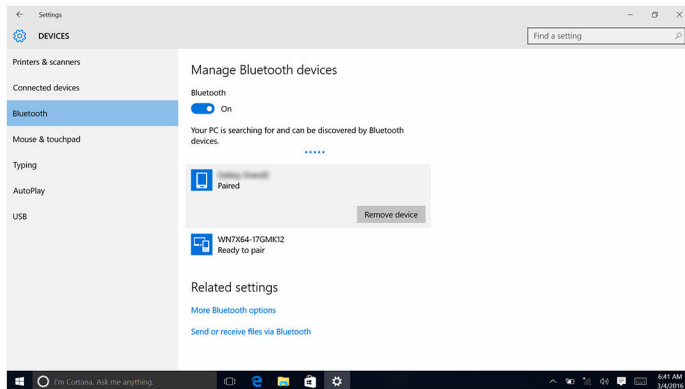 Settings
DEVICES
Find a setting
Printers & scanners
Connected devices
Bluetooth
Mouse & touchpad
Typing
AutoPlay
USB
Manage Bluetooth devices
Bluetooth
On
Your PC is searching for and can be discovered by Bluetooth
devices.
Paired
Remove device
WN7X64-17GMK12
Ready to pair
Related settings
More Bluetooth options
Send or receive files via Bluetooth
I'm Cortana. Ask me anything.
6:41 AM
3/4/2016